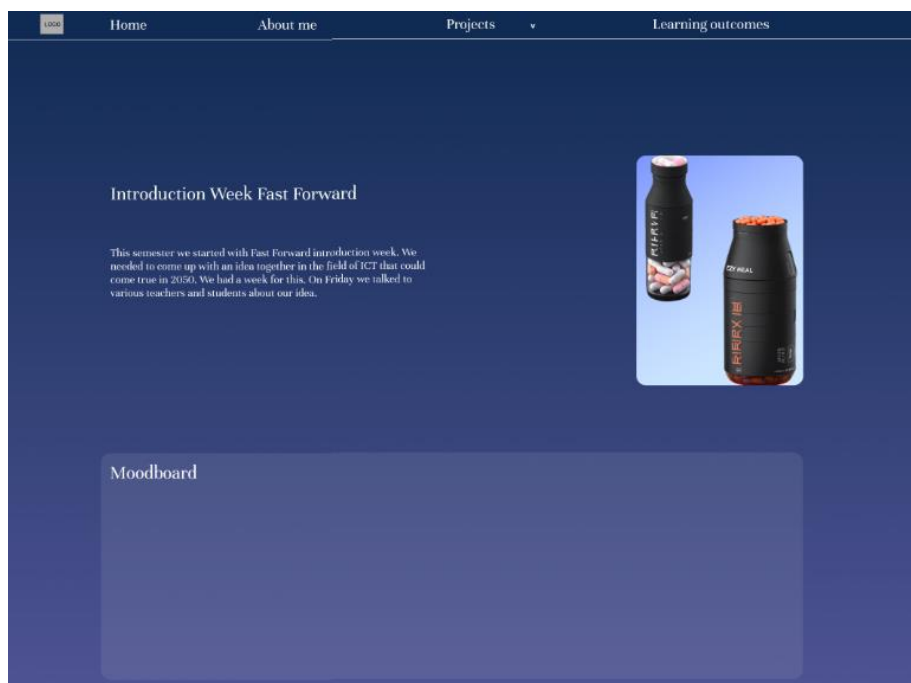 LOGO
Home
About me
Projects
v
Learning outcomes
Introduction Week Fast Forward
This semester we started with Fast Forward introduction week. We
needed to come up with an idea together in the field of ICT that could
come true in 2050. We had a week for this. On Friday we talked to
various teachers and students about our idea.
EZY MEAL
Moodboard